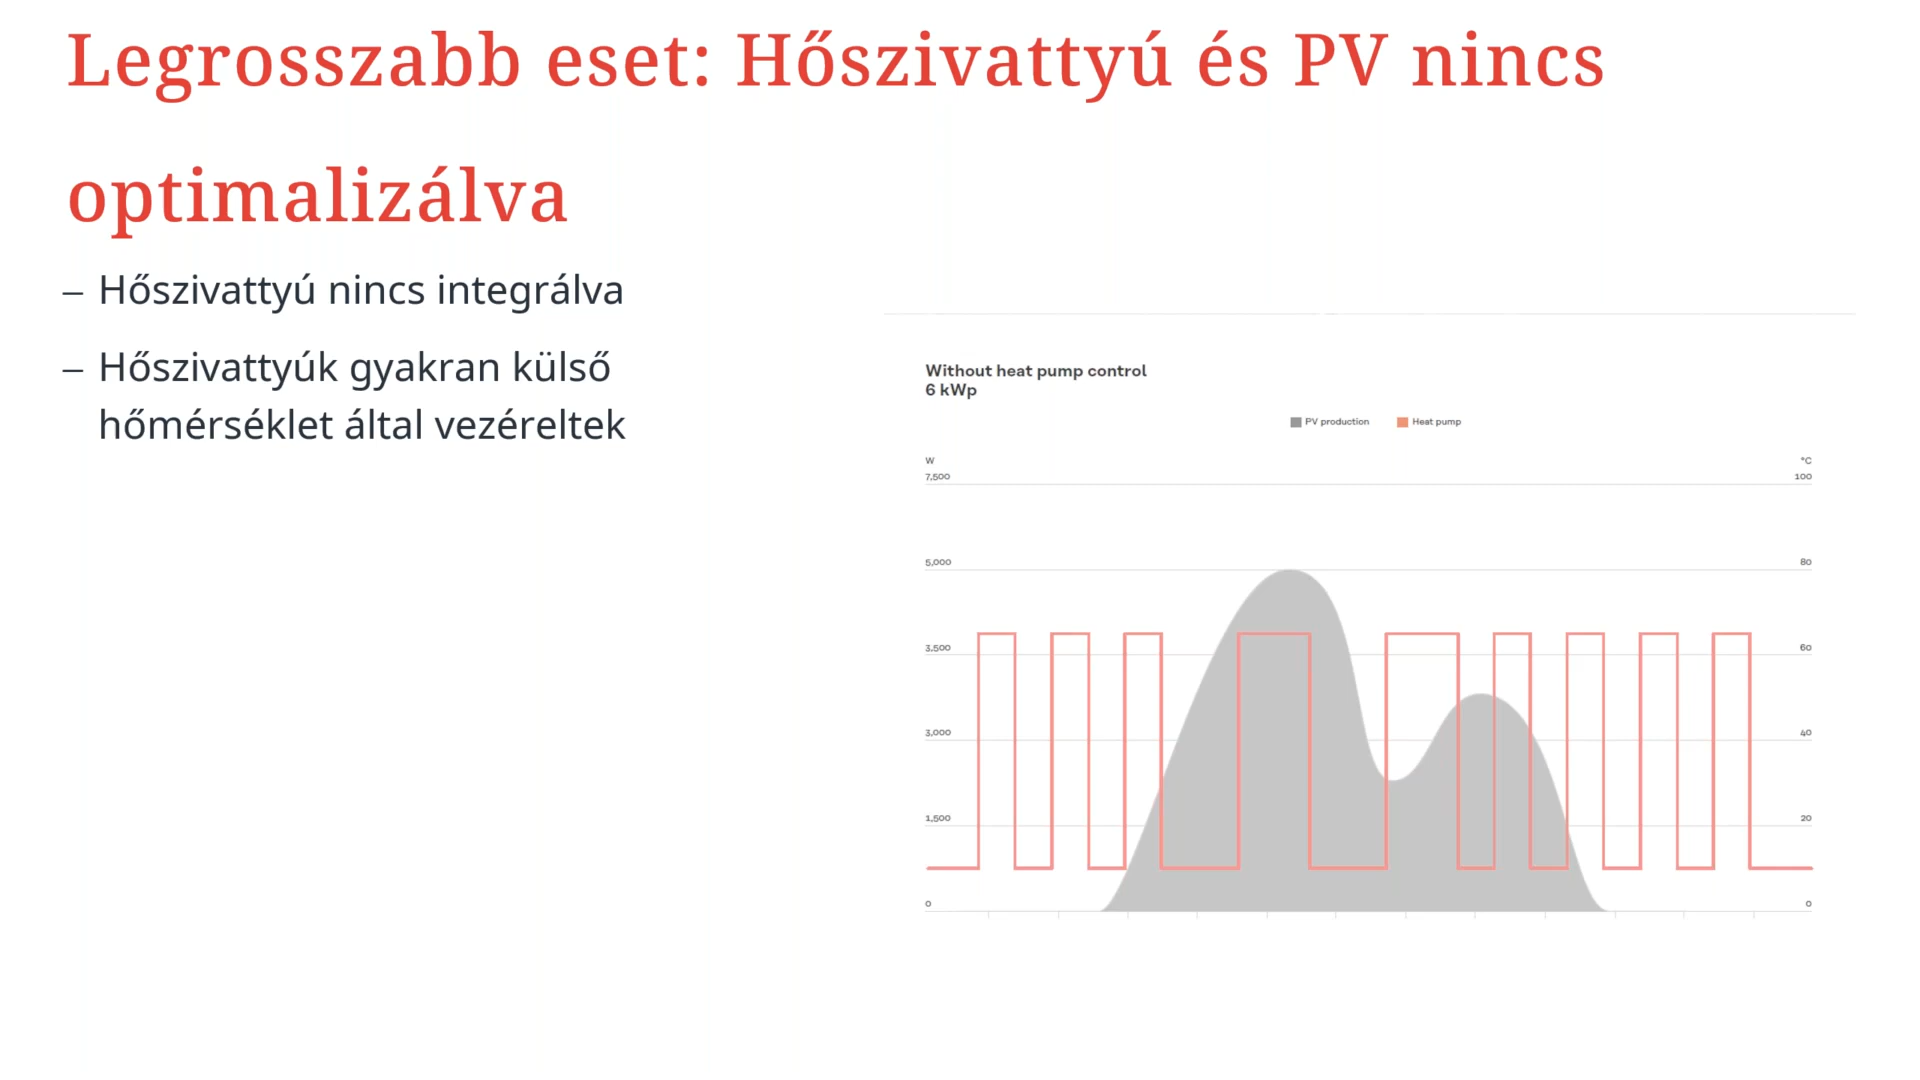 Legrosszabb eset: Hőszivattyú és PV nincs
optimalizálva
– Hőszivattyú nincs integrálva
– Hőszivattyúk gyakran külső
hőmérséklet által vezéreltek
Without heat pump control
6 kWp
PV production Heat pump
W °C
7,500 100
5,000 80
3,500 60
3,000 40
1,500 20
0 0